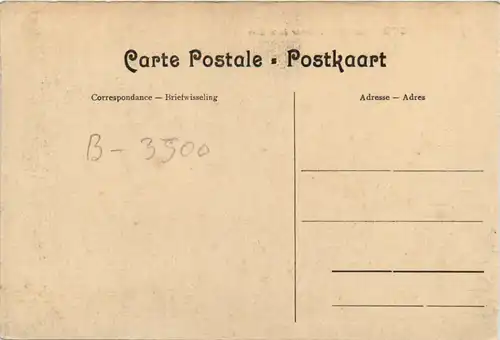 Carte Postale ▪ Postkaart
Correspondance — Briefwisseling
Adresse — Adres
B - 3500